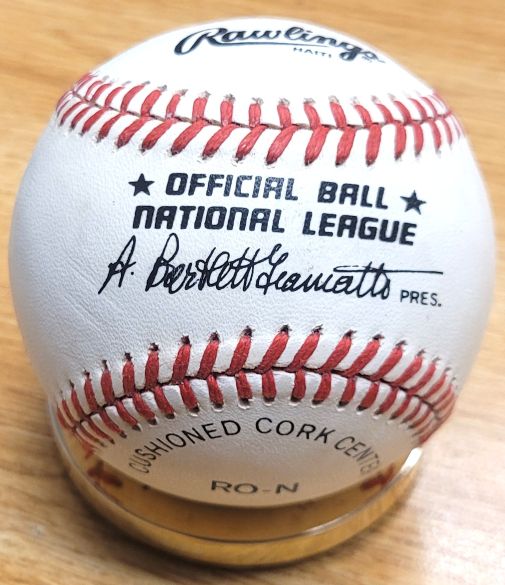 Rawlings
HAITI
★ OFFICIAL BALL ★
NATIONAL LEAGUE
A. Bartlett Giamatti PRES.
CUSHIONED CORK CENTER
RO-N